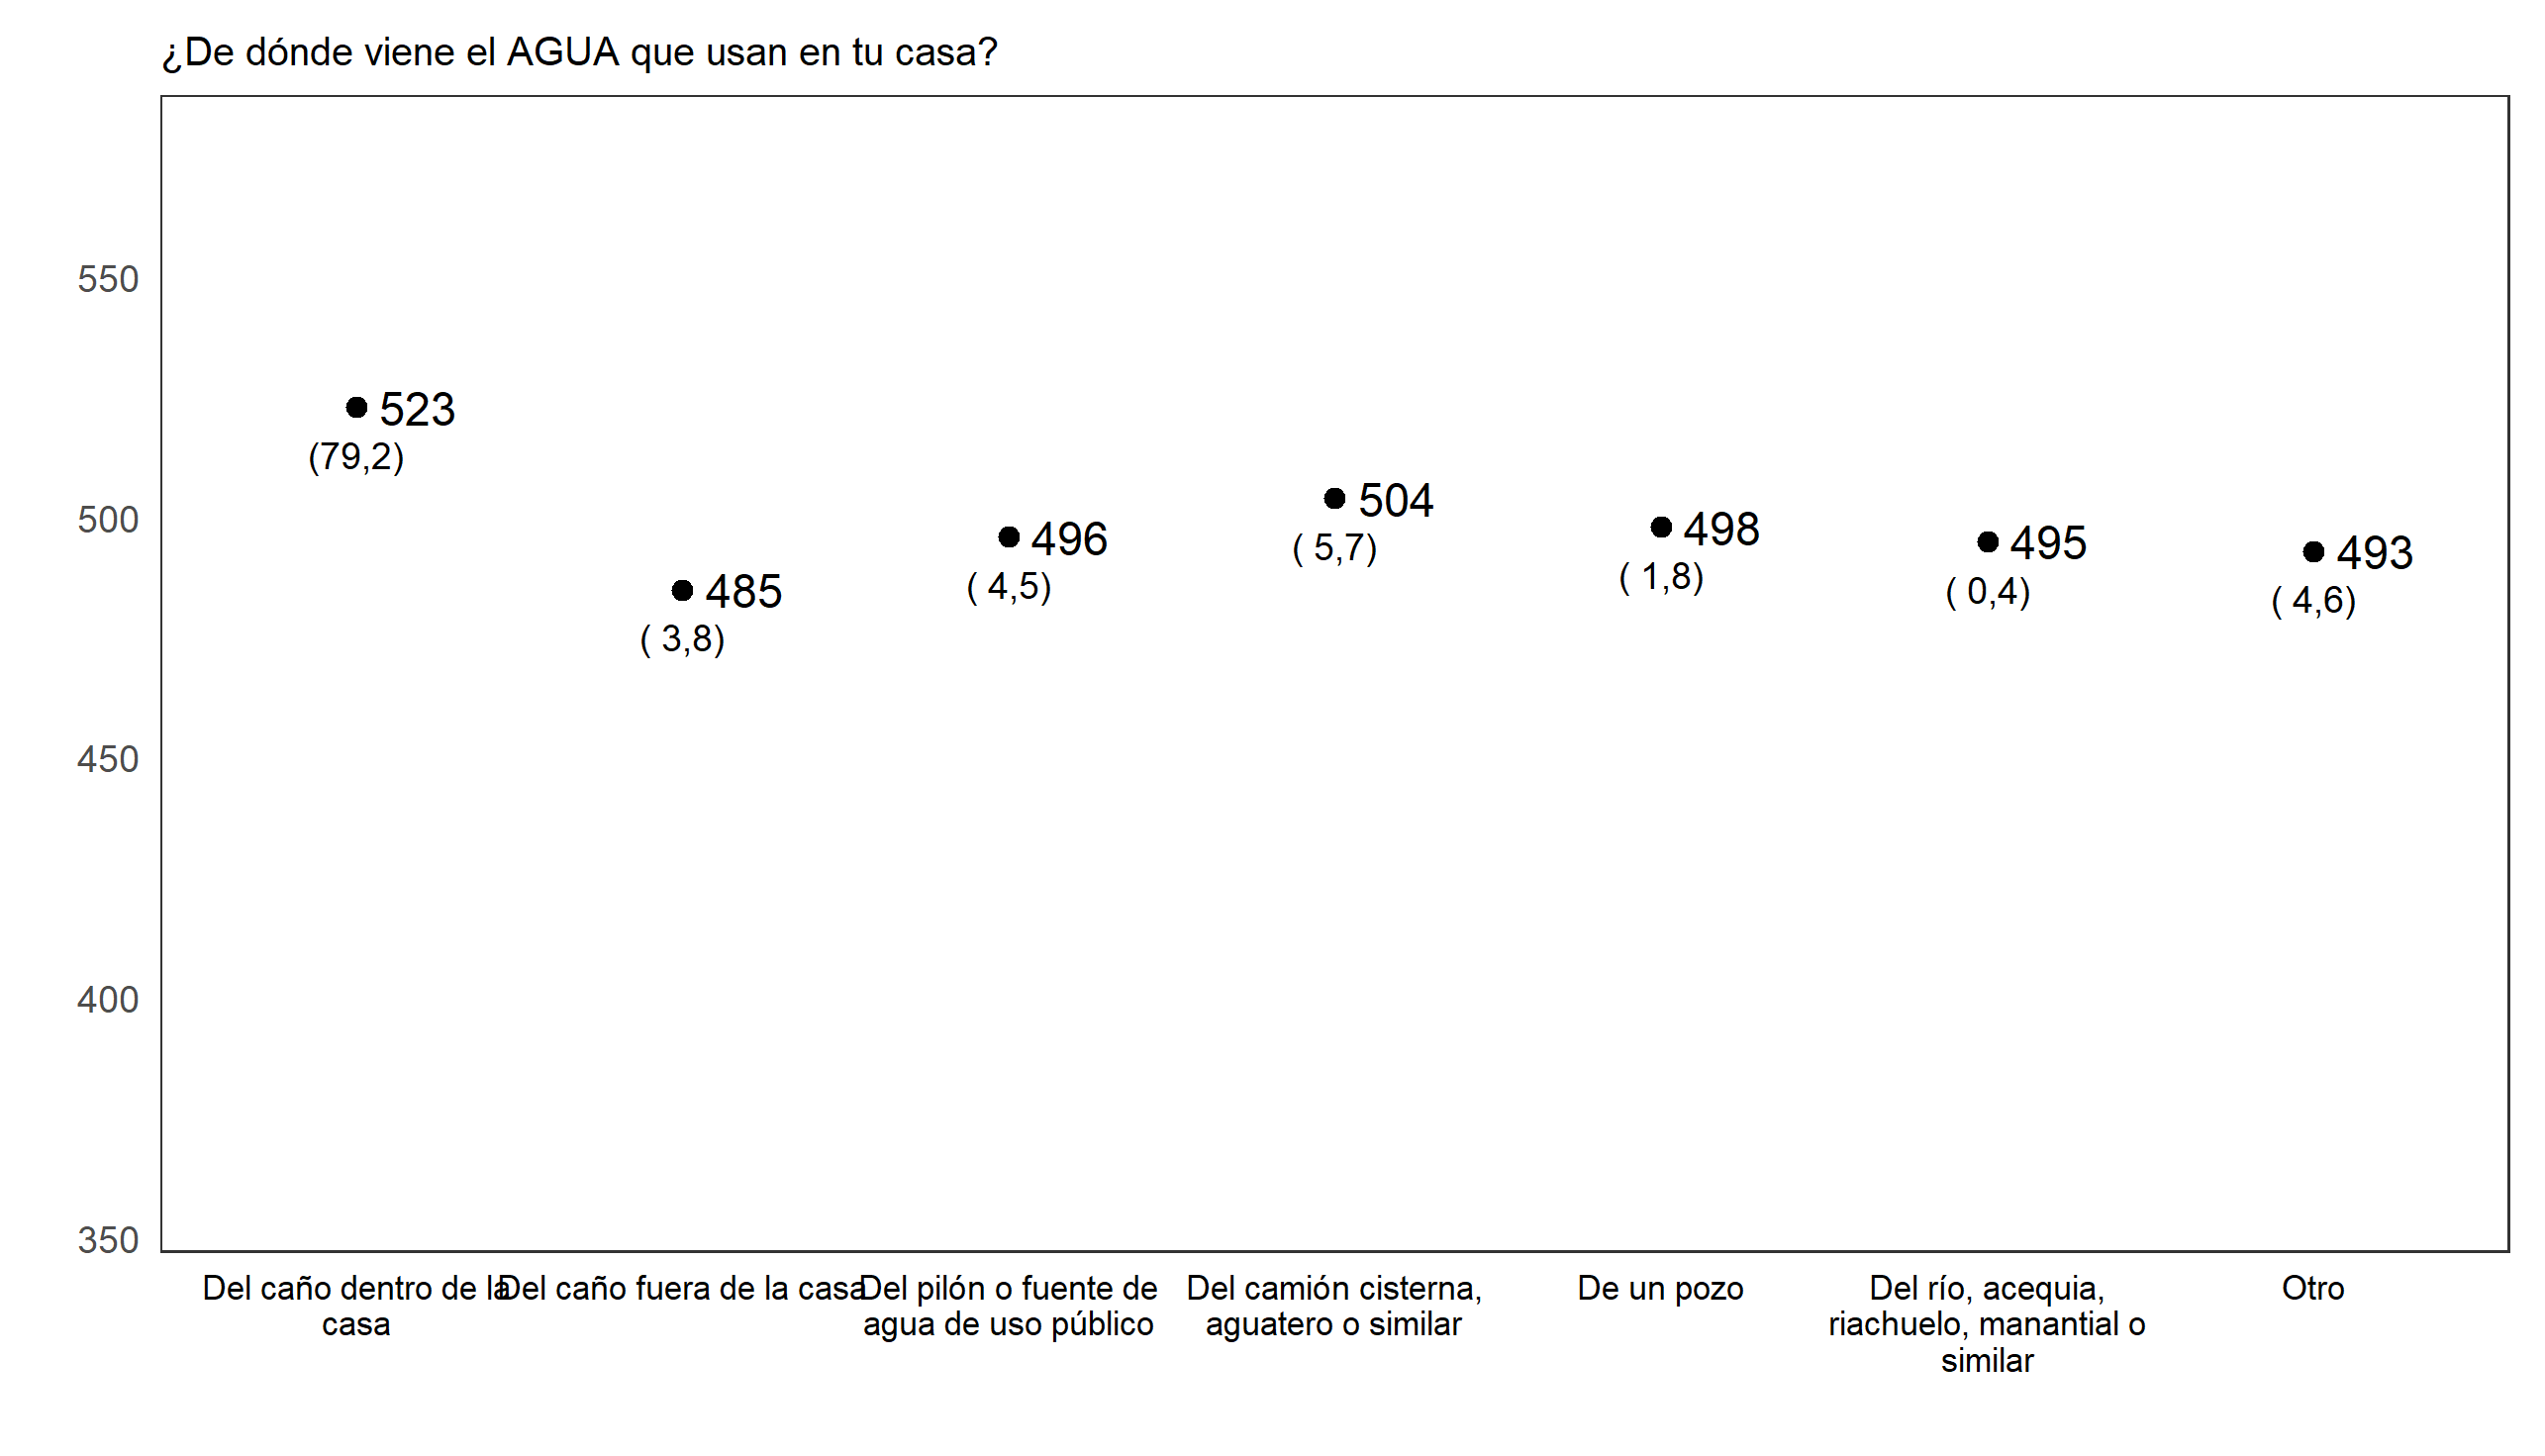 ¿De dónde viene el AGUA que usan en tu casa?
550
500
450
400
350
523
(79,2)
485
( 3,8)
496
( 4,5)
504
( 5,7)
498
( 1,8)
495
( 0,4)
493
( 4,6)
Del caño dentro de la
casa
Del caño fuera de la casa
Del pilón o fuente de
agua de uso público
Del camión cisterna,
aguatero o similar
De un pozo
Del río, acequia,
riachuelo, manantial o
similar
Otro